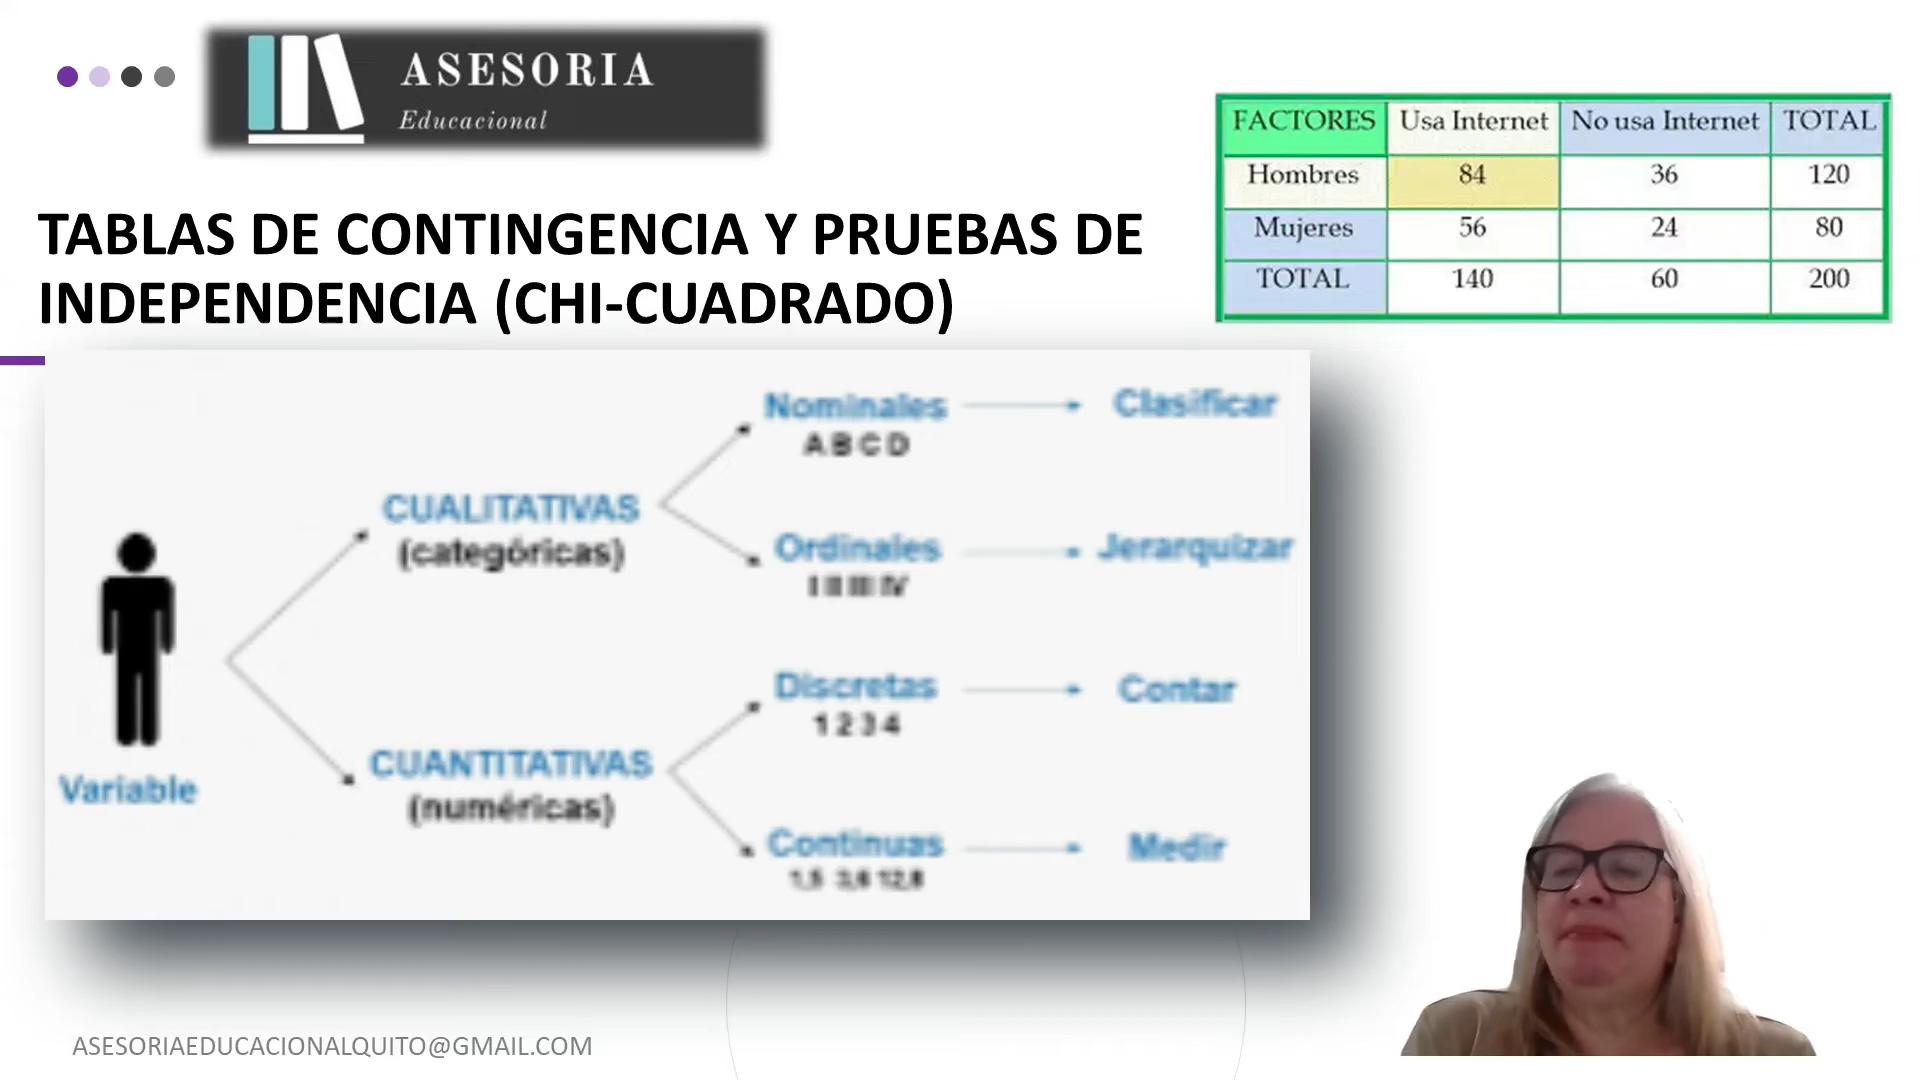 ASESORIA
Educacional
TABLAS DE CONTINGENCIA Y PRUEBAS DE
INDEPENDENCIA (CHI-CUADRADO)
FACTORES Usa Internet No usa Internet TOTAL
Hombres 84 36 120
Mujeres 56 24 80
TOTAL 140 60 200
Variable
CUALITATIVAS
(categóricas)
Nominales
A B C D
Clasificar
Ordinales
I II III IV
Jerarquizar
CUANTITATIVAS
(numéricas)
Discretas
1 2 3 4
Contar
Continuas
1,5 3,6 12,8
Medir
ASESORIAEDUCACIONALQUITO@GMAIL.COM